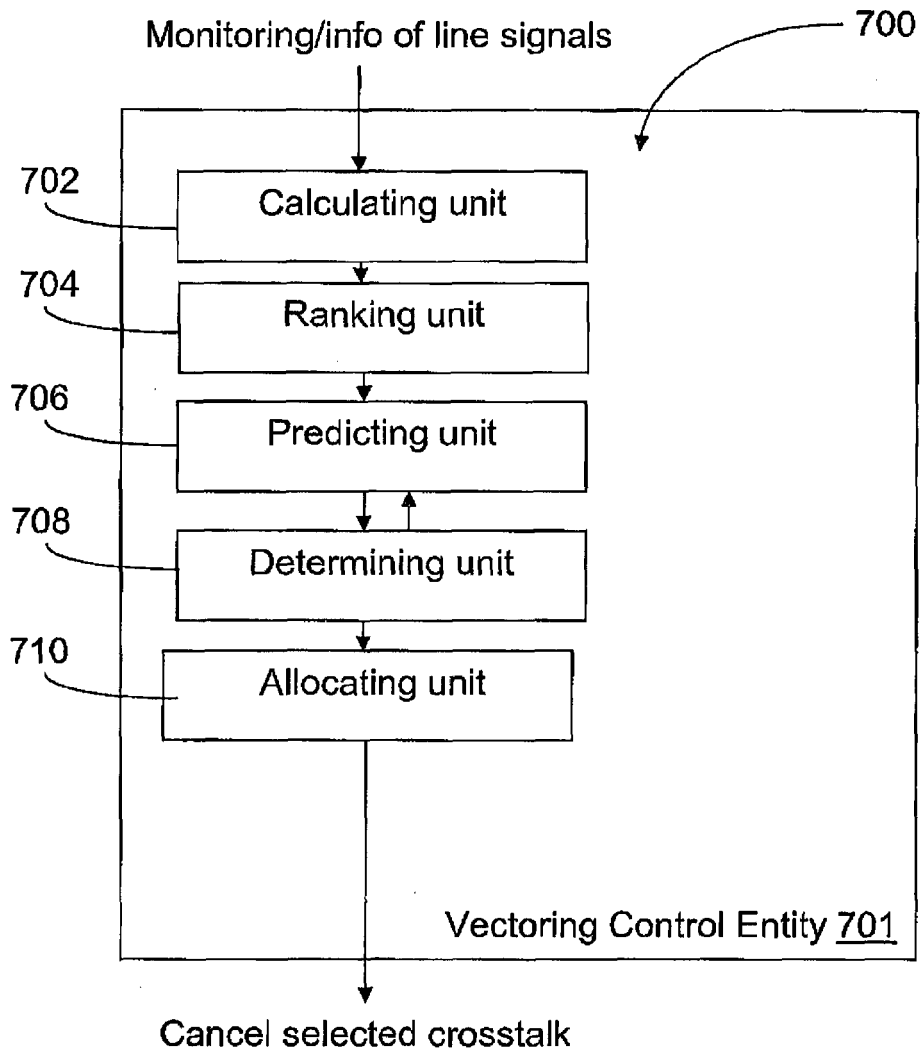 Monitoring/info of line signals
700
702
Calculating unit
704
Ranking unit
706
Predicting unit
708
Determining unit
710
Allocating unit
Vectoring Control Entity 701
Cancel selected crosstalk